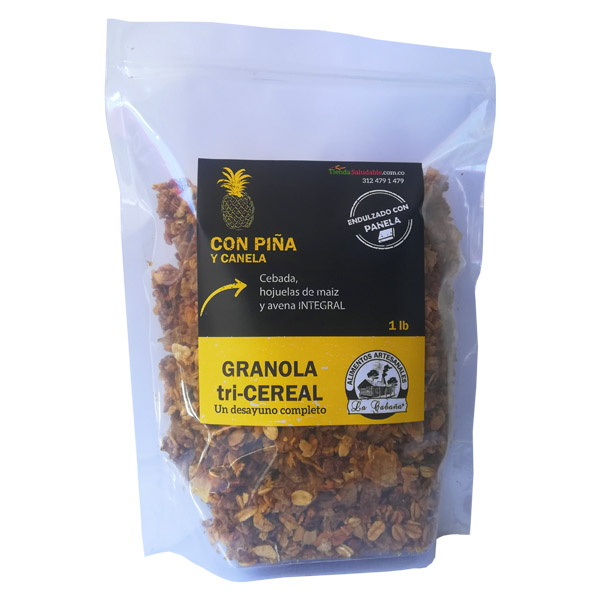 TiendaSaludable.com.co
312 479 1 479
ENDULZADO CON
PANELA
CON PIÑA
Y CANELA
Cebada,
hojuelas de maiz
y avena INTEGRAL
1 lb
GRANOLA
tri-CEREAL
Un desayuno completo
ALIMENTOS ARTESANALES
La Cabaña